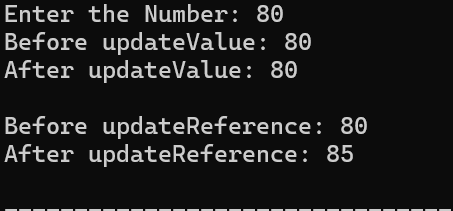 Enter the Number: 80
Before updateValue: 80
After updateValue: 80
Before updateReference: 80
After updateReference: 85
--------------------------------